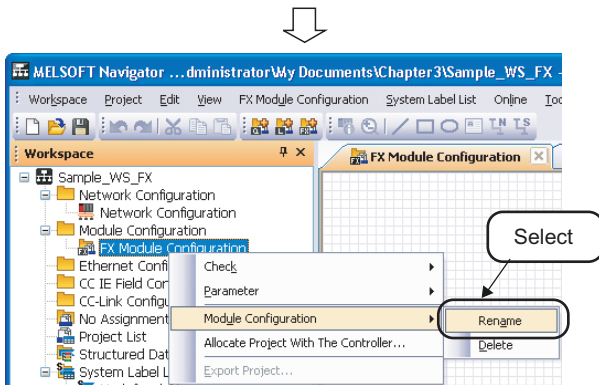 MELSOFT Navigator ...dministrator\My Documents\Chapter3\Sample_WS_FX -
Workspace Project Edit View FX Module Configuration System Label List Online
Workspace
FX Module Configuration
Sample_WS_FX
Network Configuration
Network Configuration
Module Configuration
FX Module Configuration
Ethernet Confi
CC IE Field Cor
CC-Link Configu
No Assignment
Project List
Structured Dat
System Label L
Check
Parameter
Module Configuration
Allocate Project With The Controller...
Export Project...
Select
Rename
Delete